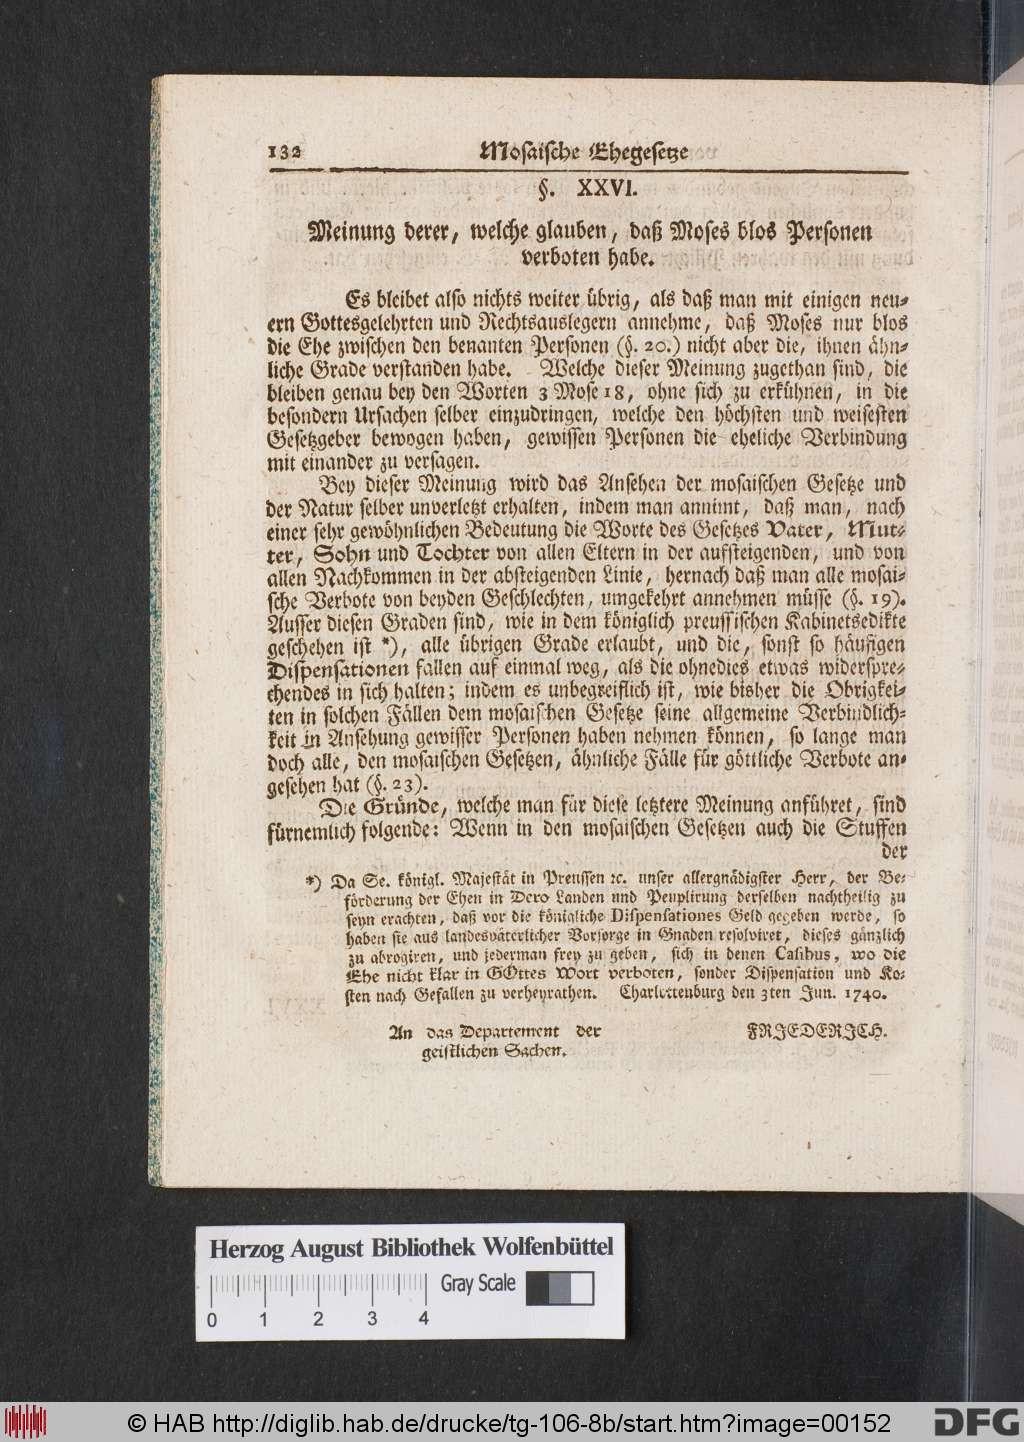 132 Mosaische Ehegesetze
§. XXVI.
Meinung derer, welche glauben, daß Moses blos Personen
verboten habe.
Es bleibet also nichts weiter übrig, als daß man mit einigen neu-
ern Gottesgelehrten und Rechtsauslegern annehme, daß Moses nur blos
die Ehe zwischen den benanten Personen (§. 20.) nicht aber die, ihnen ähn-
liche Grade verstanden habe. Welche dieser Meinung zugethan sind, die
bleiben genau bey den Worten 3 Mose 18, ohne sich zu erkühnen, in die
besondern Ursachen selber einzudringen, welche den höchsten und weisesten
Gesetzgeber bewogen haben, gewissen Personen die eheliche Verbindung
mit einander zu versagen.
Bey dieser Meinung wird das Ansehen der mosaischen Gesetze und
der Natur selber unverletzt erhalten, indem man annimt, daß man, nach
einer sehr gewöhnlichen Bedeutung die Worte des Gesetzes Vater, Mut-
ter, Sohn und Tochter von allen Eltern in der aufsteigenden, und von
allen Nachkommen in der absteigenden Linie, hernach daß man alle mosai-
sche Verbote von beyden Geschlechten, umgekehrt annehmen müsse (§. 19).
Ausser diesen Graden sind, wie in dem königlich preussischen Kabinetsedikte
geschehen ist *), alle übrigen Grade erlaubt, und die, sonst so häufigen
Dispensationen fallen auf einmal weg, als die ohnedies etwas widerspre-
chendes in sich halten; indem es unbegreiflich ist, wie bisher die Obrigkei-
ten in solchen Fällen dem mosaischen Gesetze seine allgemeine Verbindlich-
keit in Ansehung gewisser Personen haben nehmen können, so lange man
doch alle, den mosaischen Gesetzen, ähnliche Fälle für göttliche Verbote an-
gesehen hat (§. 23).
Die Gründe, welche man für diese letztere Meinung anführet, sind
fürnemlich folgende: Wenn in den mosaischen Gesetzen auch die Stuffen
der
*) Da Se. königl. Majestät in Preussen ꝛc. unser allergnädigster Herr, der Be-
förderung der Ehen in Dero Landen und Peuplirung derselben nachtheilig zu
seyn erachten, daß vor die königliche Dispensationes Geld gegeben werde, so
haben sie aus landesväterlicher Vorsorge in Gnaden resolviret, dieses gänzlich
zu abrogiren, und jederman frey zu geben, sich in denen Casibus, wo die
Ehe nicht klar in GOttes Wort verboten, sonder Dispensation und Ko-
sten nach Gefallen zu verheyrathen. Charlottenburg den 3ten Jun. 1740.
An das Departement der FRIEDERICH.
geistlichen Sachen.
Herzog August Bibliothek Wolfenbüttel
Gray Scale
0 1 2 3 4
© HAB http://diglib.hab.de/drucke/tg-106-8b/start.htm?image=00152
DFG